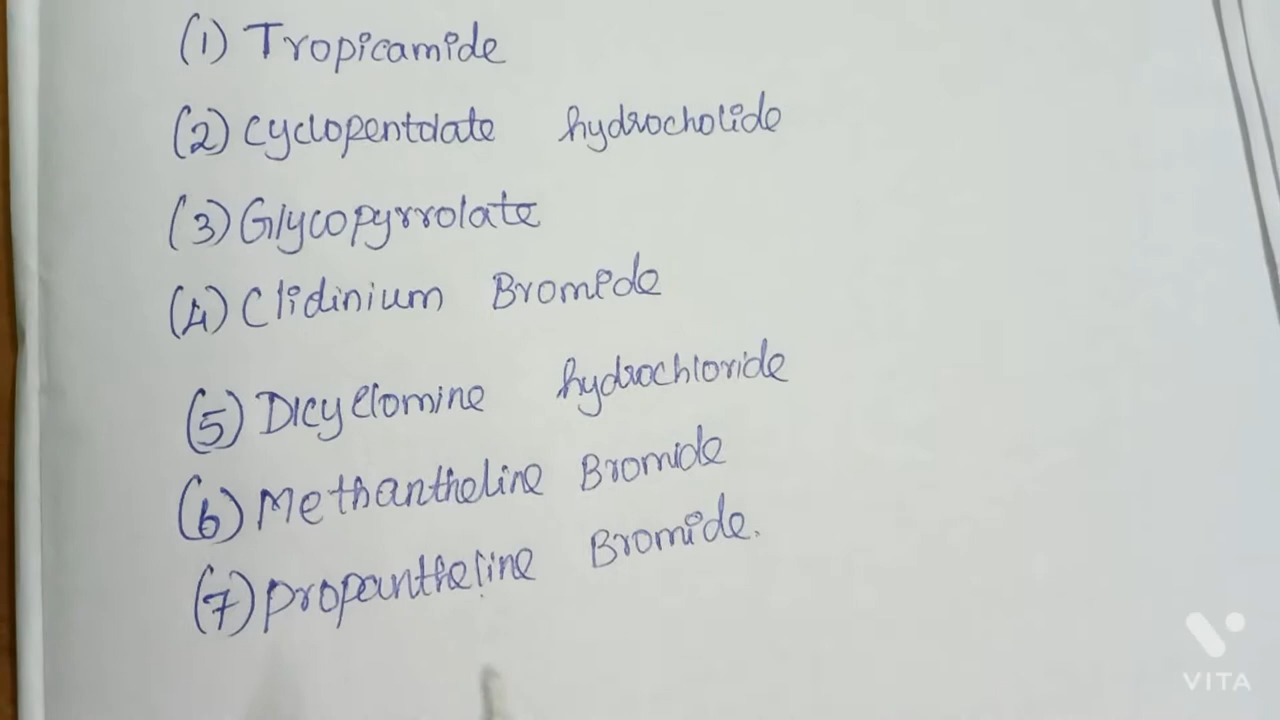 (1) Tropicamide
(2) Cyclopentolate hydrocholide
(3) Glycopyrrolate
(4) Clidinium Bromide
(5) Dicyclomine hydrochloride
(6) Methantheline Bromide
(7) Propantheline Bromide.
VITA